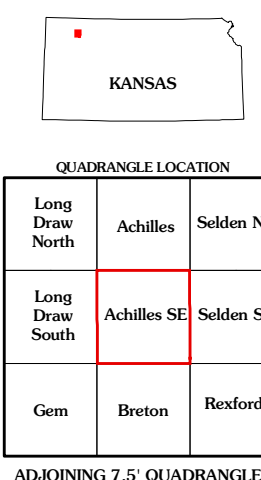 KANSAS
QUADRANGLE LOCATION
Long
Draw
North
Achilles
Selden N
Long
Draw
South
Achilles SE
Selden S
Gem
Breton
Rexford
ADJOINING 7.5' QUADRANGLE